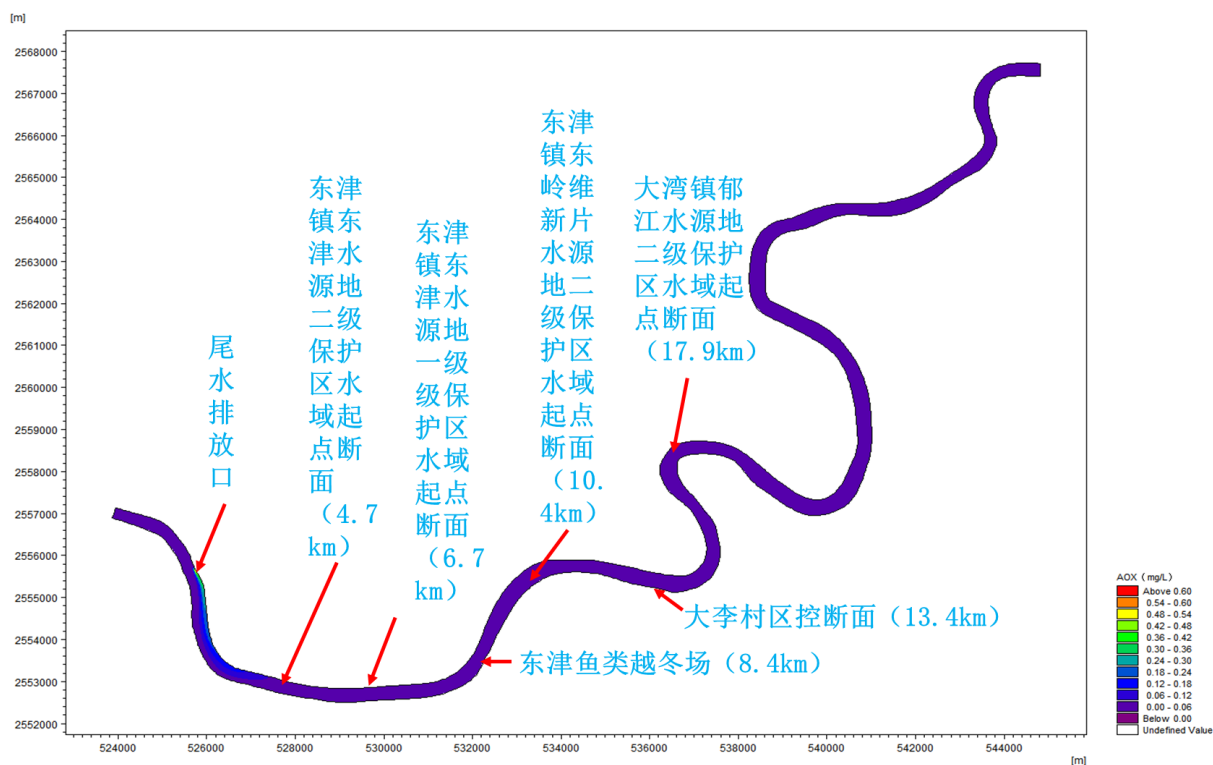 [m]
2568000
2567000
2566000
2565000
2564000
2563000
2562000
2561000
2560000
2559000
2558000
2557000
2556000
2555000
2554000
2553000
2552000
尾
水
排
放
口
东津
镇东
津水
源地
二级
保护
区水
域起
点断
面
（4.7
km）
东津
镇东
津水
源地
一级
级保
护区
水域
起点
断面
（6.7
km）
东津
镇东
岭维
新片
水源
地二
级保
护区
水域
起点
断面
（10.
4km）
大湾镇郁
江水源地
二级保护
区水域起
点断面
（17.9km）
大李村区控断面（13.4km）
东津鱼类越冬场（8.4km）
524000 526000 528000 530000 532000 534000 536000 538000 540000 542000 544000
[m]
AOX（mg/L）
Above 0.60
0.54 - 0.60
0.48 - 0.54
0.42 - 0.48
0.36 - 0.42
0.30 - 0.36
0.24 - 0.30
0.18 - 0.24
0.12 - 0.18
0.06 - 0.12
0.00 - 0.06
Below 0.00
Undefined Value